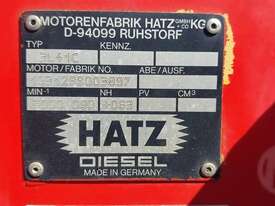 MOTORENFABRIK HATZ GMBH + CO KG
D-94099 RUHSTORF
TYP KENNZ.
MOTOR/FABRIK NO. ABE/AUSF.
MIN⁻¹ NH PV CM³
HATZ
DIESEL
MADE IN GERMANY